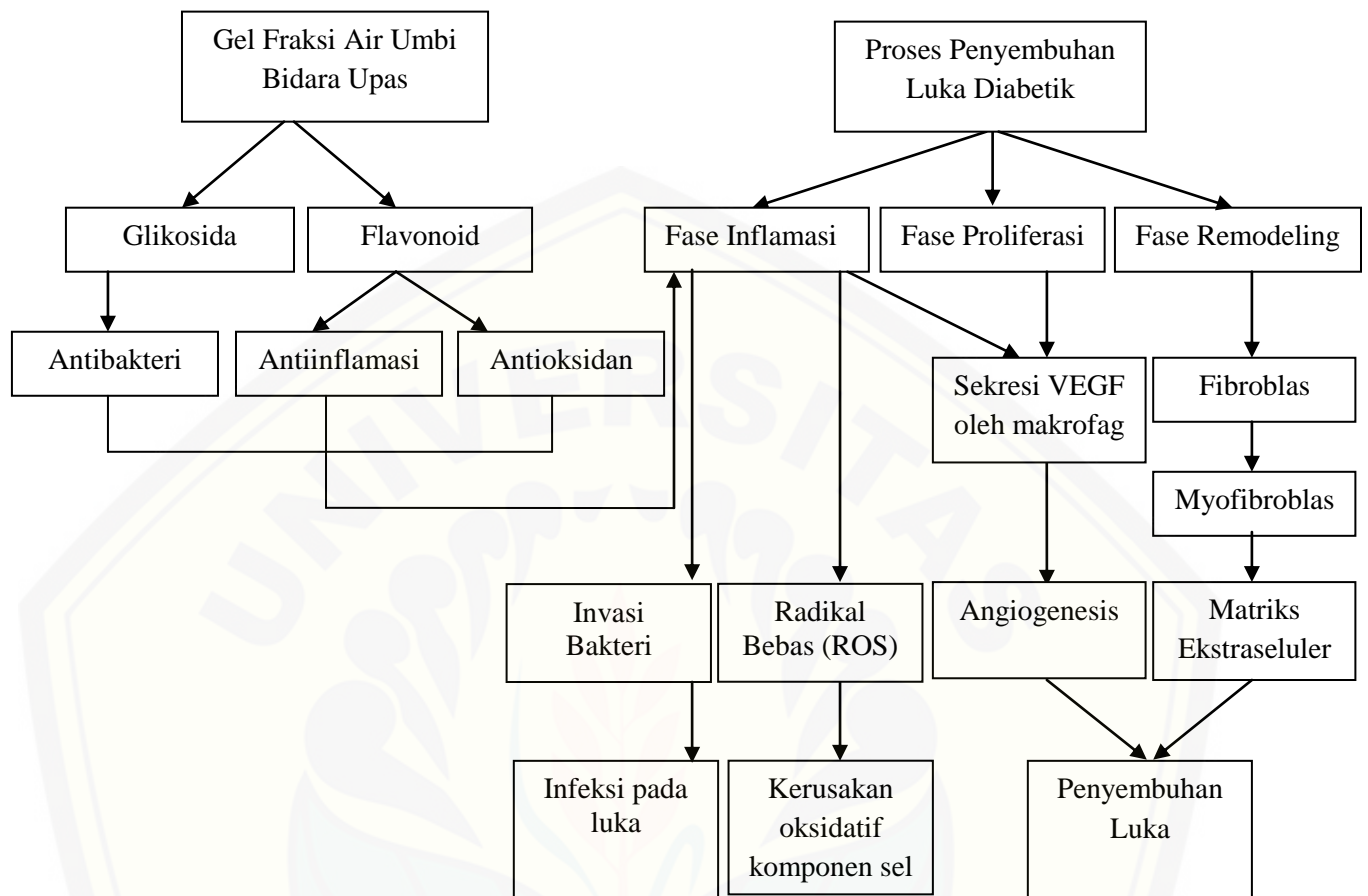 Gel Fraksi Air Umbi
Bidara Upas
Proses Penyembuhan
Luka Diabetik
Glikosida
Flavonoid
Fase Inflamasi
Fase Proliferasi
Fase Remodeling
Antibakteri
Antiinflamasi
Antioksidan
Sekresi VEGF
oleh makrofag
Fibroblas
Myofibroblas
Invasi
Bakteri
Radikal
Bebas (ROS)
Angiogenesis
Matriks
Ekstraseluler
Infeksi pada
luka
Kerusakan
oksidatif
komponen sel
Penyembuhan
Luka
UNIVERSITAS